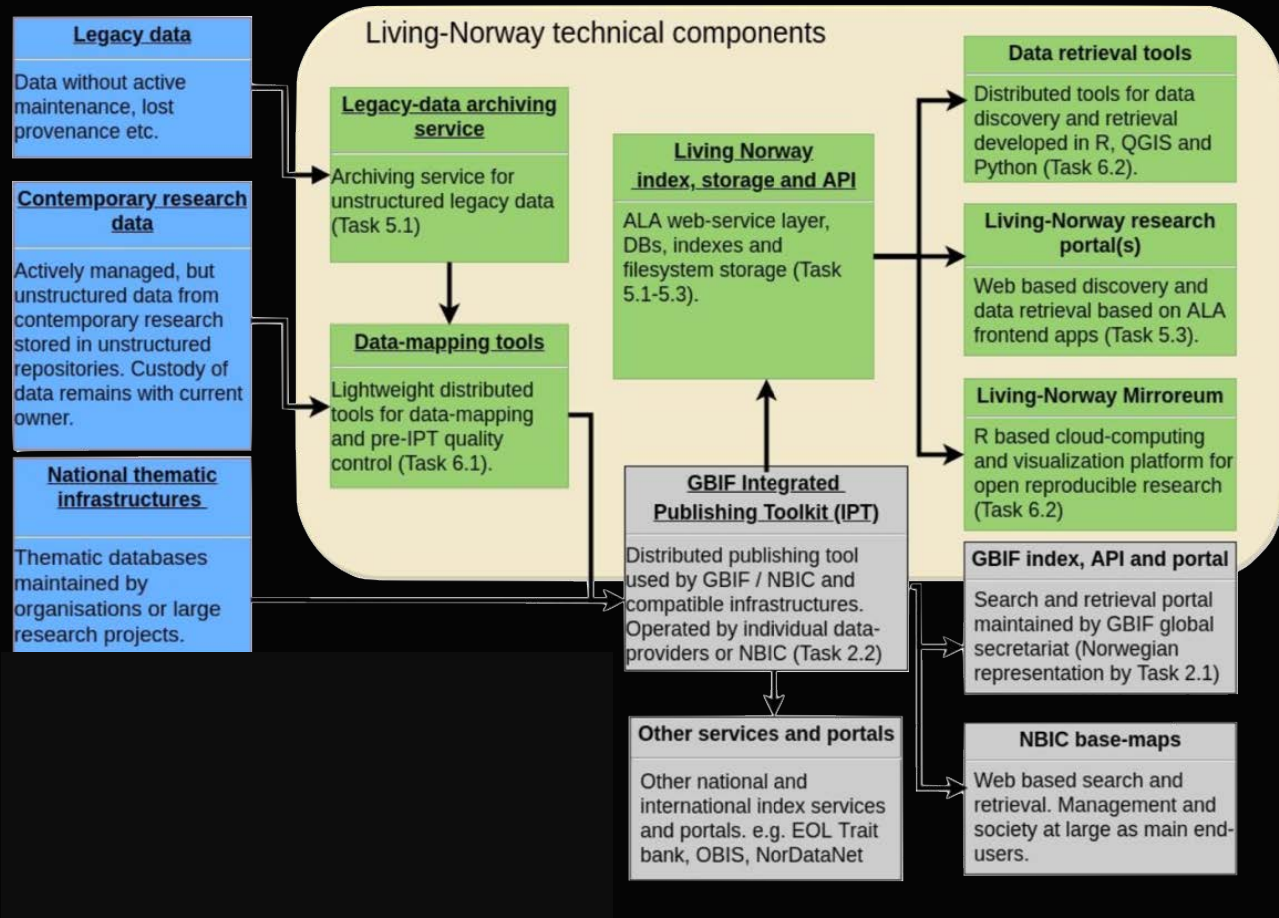 Living-Norway technical components
Legacy data
Data without active
maintenance, lost
provenance etc.
Contemporary research
data
Actively managed, but
unstructured data from
contemporary research
stored in unstructured
repositories. Custody of
data remains with current
owner.
National thematic
infrastructures
Thematic databases
maintained by
organisations or large
research projects.
Legacy-data archiving
service
Archiving service for
unstructured legacy data
(Task 5.1)
Data-mapping tools
Lightweight distributed
tools for data-mapping
and pre-IPT quality
control (Task 6.1).
Living Norway
index, storage and API
ALA web-service layer,
DBs, indexes and
filesystem storage (Task
5.1-5.3).
GBIF Integrated
Publishing Toolkit (IPT)
Distributed publishing tool
used by GBIF / NBIC and
compatible infrastructures.
Operated by individual data-
providers or NBIC (Task 2.2)
Other services and portals
Other national and
international index services
and portals. e.g. EOL Trait
bank, OBIS, NorDataNet
Data retrieval tools
Distributed tools for data
discovery and retrieval
developed in R, QGIS and
Python (Task 6.2).
Living-Norway research
portal(s)
Web based discovery and
data retrieval based on ALA
frontend apps (Task 5.3).
Living-Norway Mirroreum
R based cloud-computing
and visualization platform for
open reproducible research
(Task 6.2)
GBIF index, API and portal
Search and retrieval portal
maintained by GBIF global
secretariat (Norwegian
representation by Task 2.1)
NBIC base-maps
Web based search and
retrieval. Management and
society at large as main end-
users.